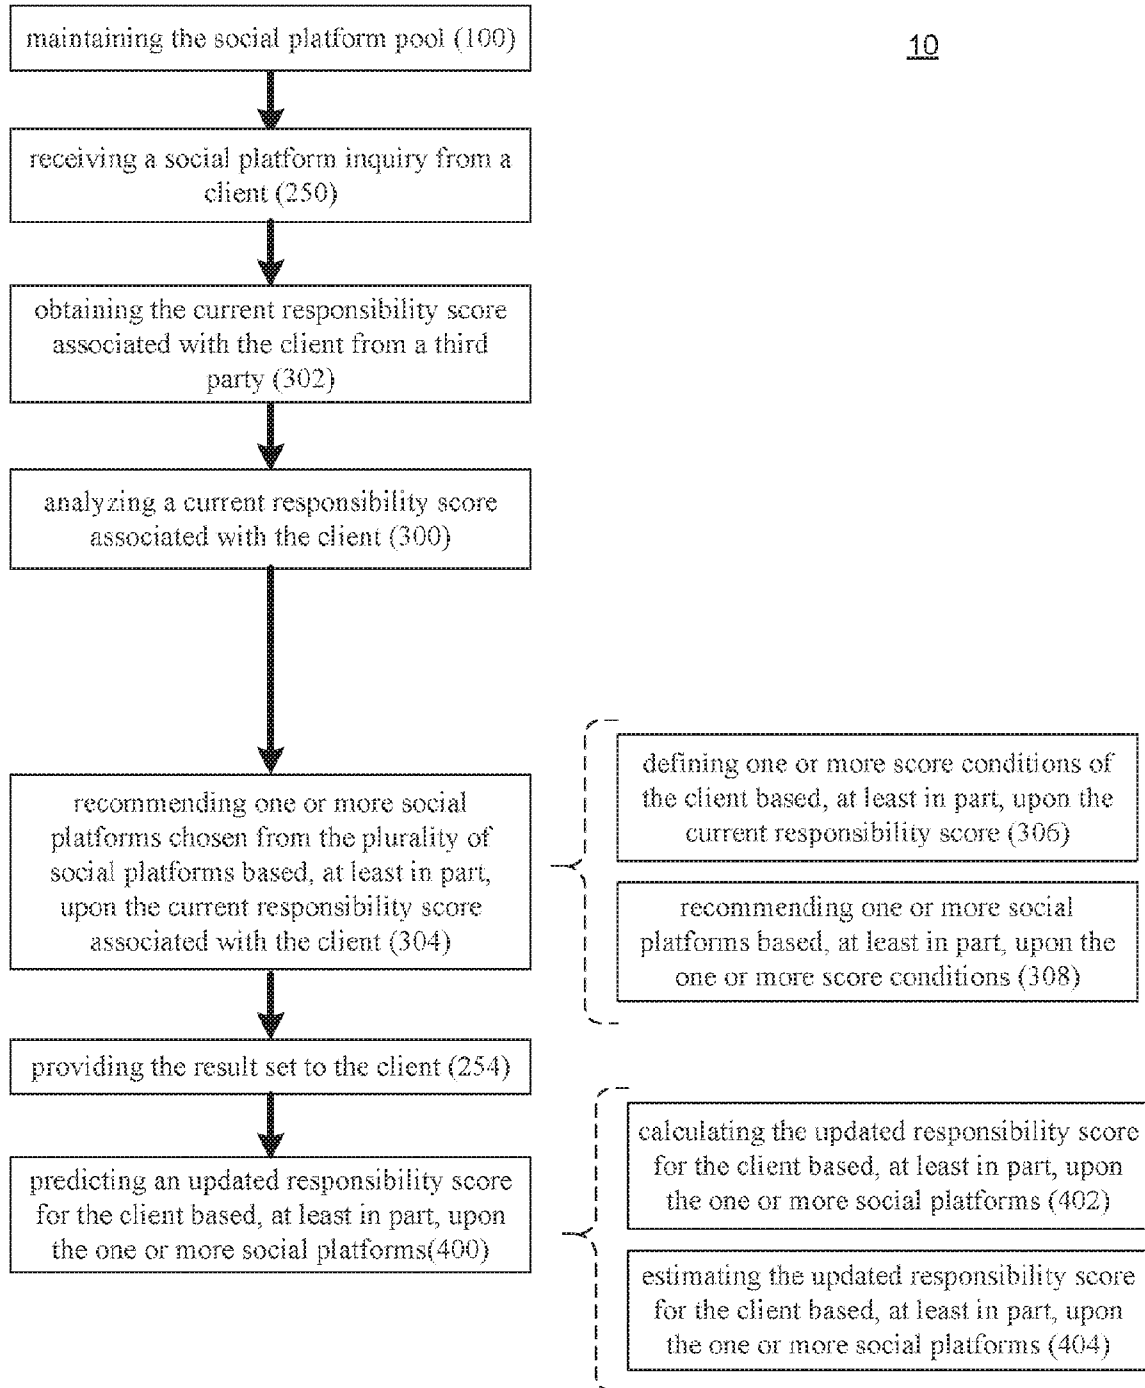 maintaining the social platform pool (100)
10
receiving a social platform inquiry from a
client (250)
obtaining the current responsibility score
associated with the client from a third
party (302)
analyzing a current responsibility score
associated with the client (300)
recommending one or more social
platforms chosen from the plurality of
social platforms based, at least in part,
upon the current responsibility score
associated with the client (304)
defining one or more score conditions of
the client based, at least in part, upon the
current responsibility score (306)
recommending one or more social
platforms based, at least in part, upon
the one or more score conditions (308)
providing the result set to the client (254)
predicting an updated responsibility score
for the client based, at least in part, upon
the one or more social platforms(400)
calculating the updated responsibility score
for the client based, at least in part, upon
the one or more social platforms (402)
estimating the updated responsibility score
for the client based, at least in part, upon
the one or more social platforms (404)